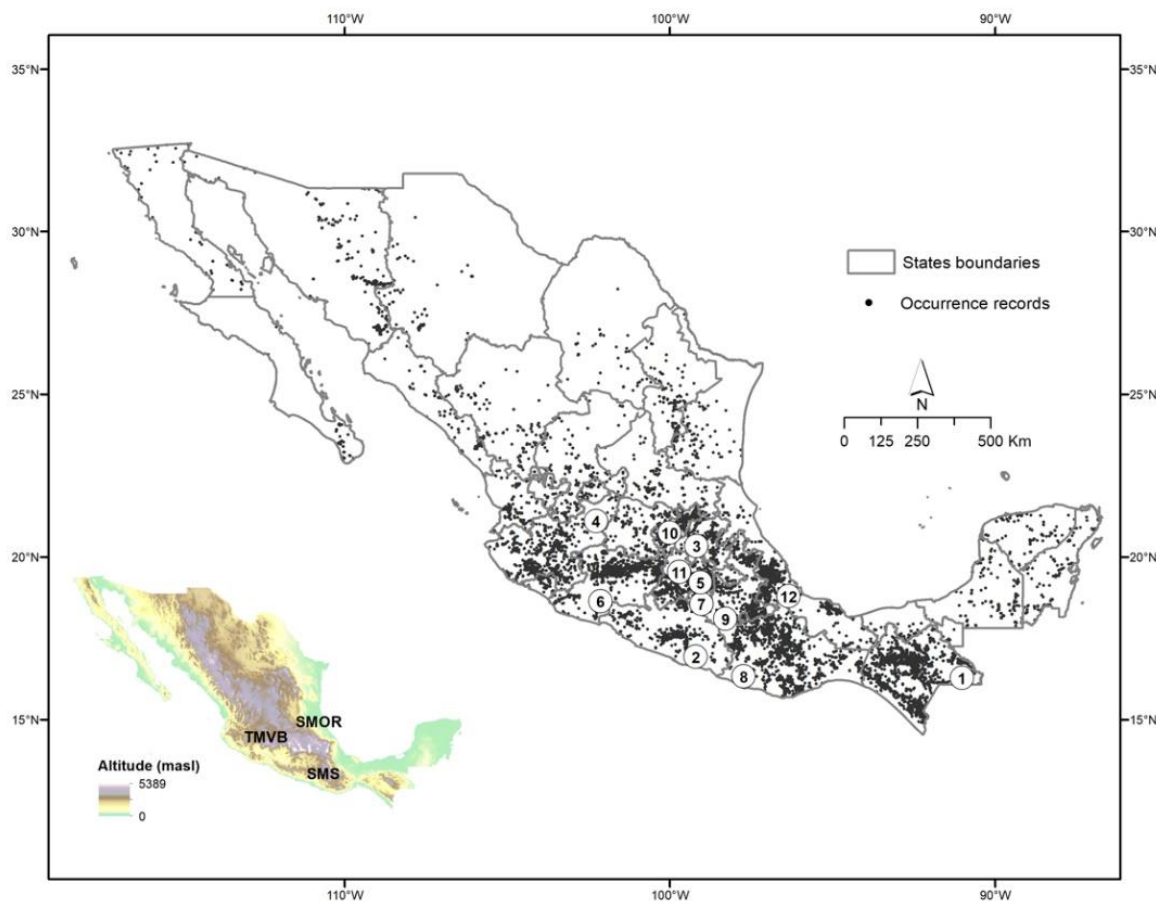 110°W 100°W 90°W
35°N 35°N
30°N 30°N
States boundaries
Occurrence records
N
25°N 25°N
0 125 250 500 Km
4
10
3
20°N 20°N
11
5
6
7
12
9
2
8
1
15°N 15°N
SMOR
TMVB
SMS
Altitude (masl)
5389
0
110°W 100°W 90°W